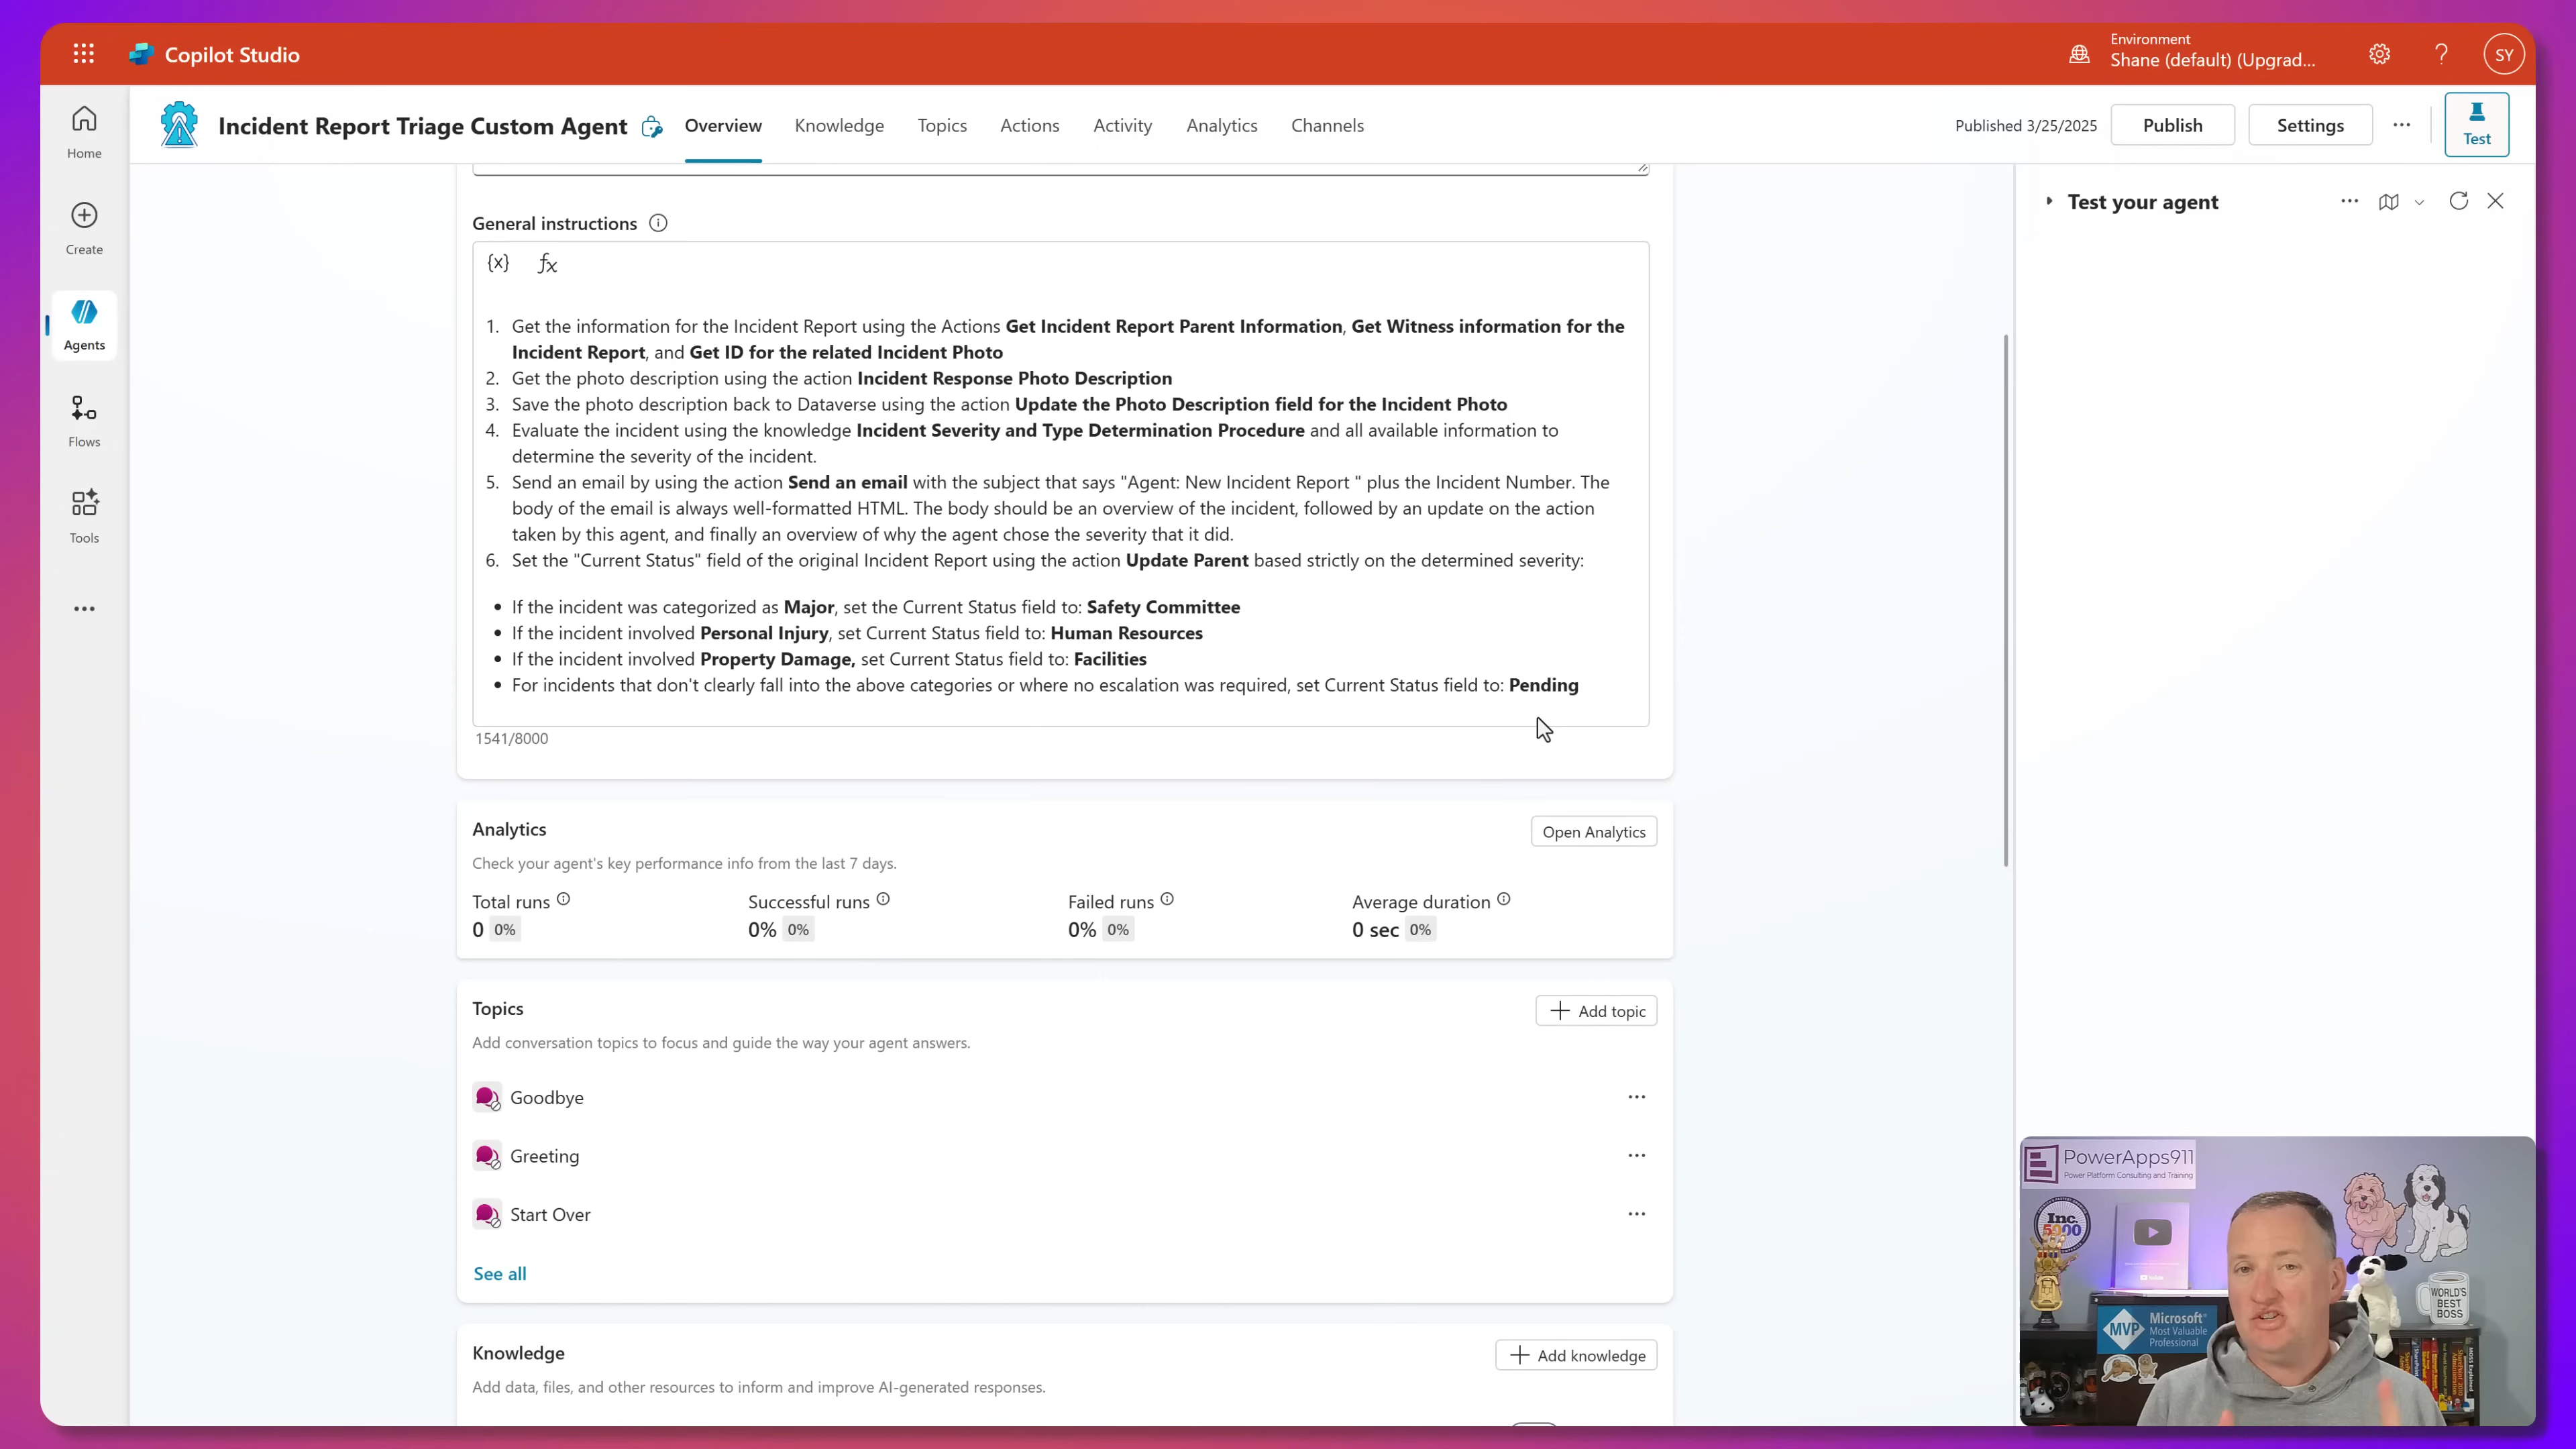 Copilot Studio
Environment
Shane (default) (Upgrad...
SY
Home
Create
Agents
Flows
Tools
Incident Report Triage Custom Agent
Overview
Knowledge
Topics
Actions
Activity
Analytics
Channels
Published 3/25/2025
Publish
Settings
Test
General instructions
{x} fx
1. Get the information for the Incident Report using the Actions Get Incident Report Parent Information, Get Witness information for the
Incident Report, and Get ID for the related Incident Photo
2. Get the photo description using the action Incident Response Photo Description
3. Save the photo description back to Dataverse using the action Update the Photo Description field for the Incident Photo
4. Evaluate the incident using the knowledge Incident Severity and Type Determination Procedure and all available information to
determine the severity of the incident.
5. Send an email by using the action Send an email with the subject that says "Agent: New Incident Report " plus the Incident Number. The
body of the email is always well-formatted HTML. The body should be an overview of the incident, followed by an update on the action
taken by this agent, and finally an overview of why the agent chose the severity that it did.
6. Set the "Current Status" field of the original Incident Report using the action Update Parent based strictly on the determined severity:
• If the incident was categorized as Major, set the Current Status field to: Safety Committee
• If the incident involved Personal Injury, set Current Status field to: Human Resources
• If the incident involved Property Damage, set Current Status field to: Facilities
• For incidents that don't clearly fall into the above categories or where no escalation was required, set Current Status field to: Pending
1541/8000
Analytics
Open Analytics
Check your agent's key performance info from the last 7 days.
Total runs
0 0%
Successful runs
0% 0%
Failed runs
0% 0%
Average duration
0 sec 0%
Topics
Add topic
Add conversation topics to focus and guide the way your agent answers.
Goodbye
Greeting
Start Over
See all
Knowledge
Add knowledge
Add data, files, and other resources to inform and improve AI-generated responses.
Test your agent
PowerApps911
Power Platform Consulting and Training
Inc.
5000
WORLD'S
BEST
BOSS
MVP
Microsoft
Most Valuable
Professional